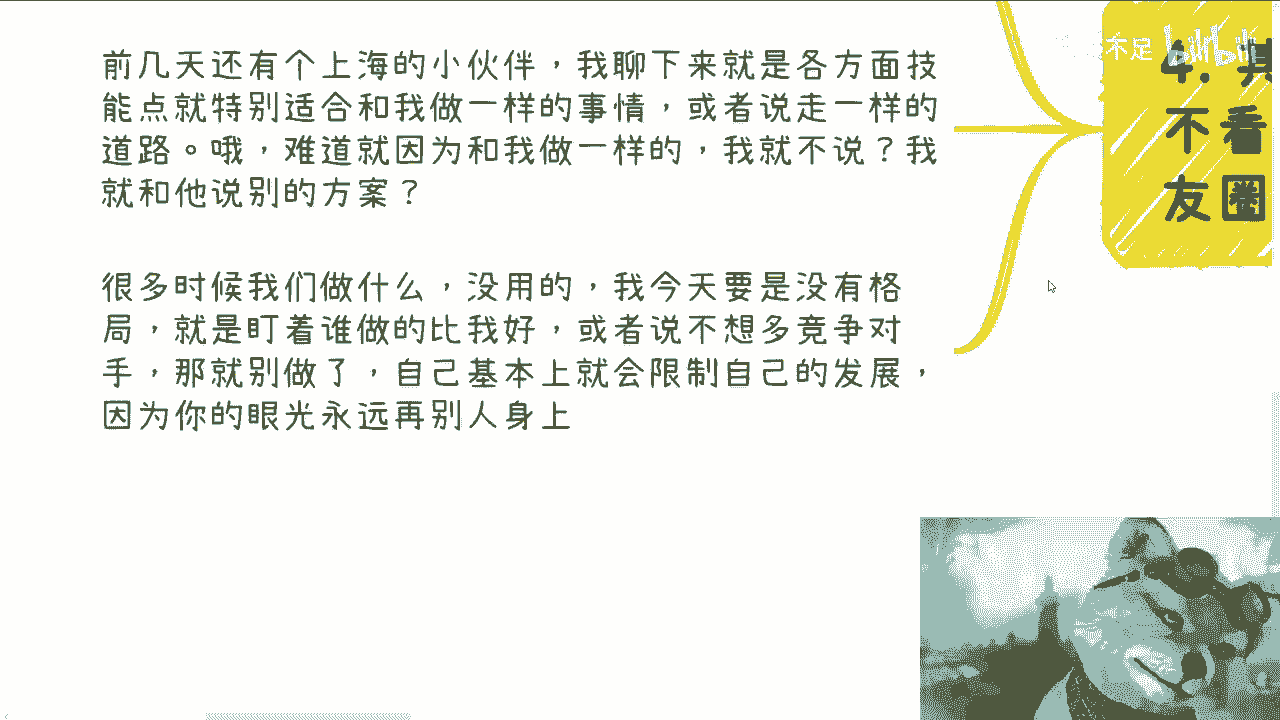 前几天还有个上海的小伙伴，我聊下来就是各方面技
能点就特别适合和我做一样的事情，或者说走一样的
道路。哦，难道就因为和我做一样的，我就不说？我
就和他说别的方案？
很多时候我们做什么，没用的，我今天要是没有格
局，就是盯着谁做的比我好，或者说不想多竞争对
手，那就别做了，自己基本上就会限制自己的发展，
因为你的眼光永远再别人身上
不足 bilibili
4. 其
不看
友圈